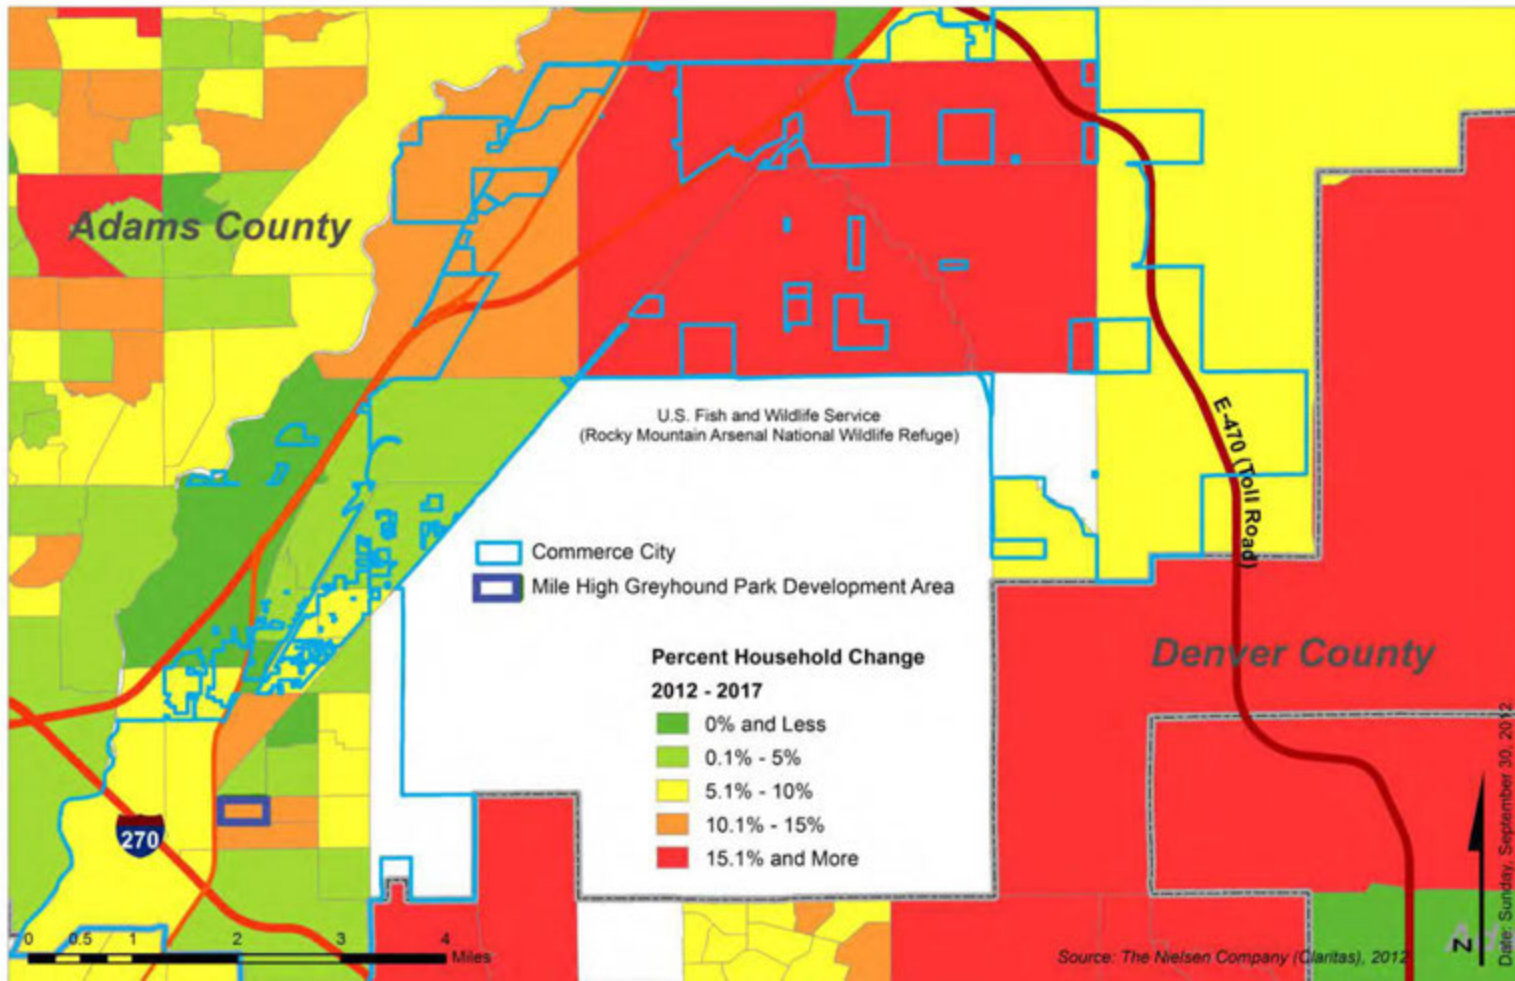 Adams County
U.S. Fish and Wildlife Service
(Rocky Mountain Arsenal National Wildlife Refuge)
E-470 (Toll Road)
Commerce City
Mile High Greyhound Park Development Area
Percent Household Change
2012 - 2017
0% and Less
0.1% - 5%
5.1% - 10%
10.1% - 15%
15.1% and More
Denver County
270
0 0.5 1 2 3 4
Miles
Source: The Nielsen Company (Claritas), 2012
N
Ad
Date: Sunday, September 30, 2012